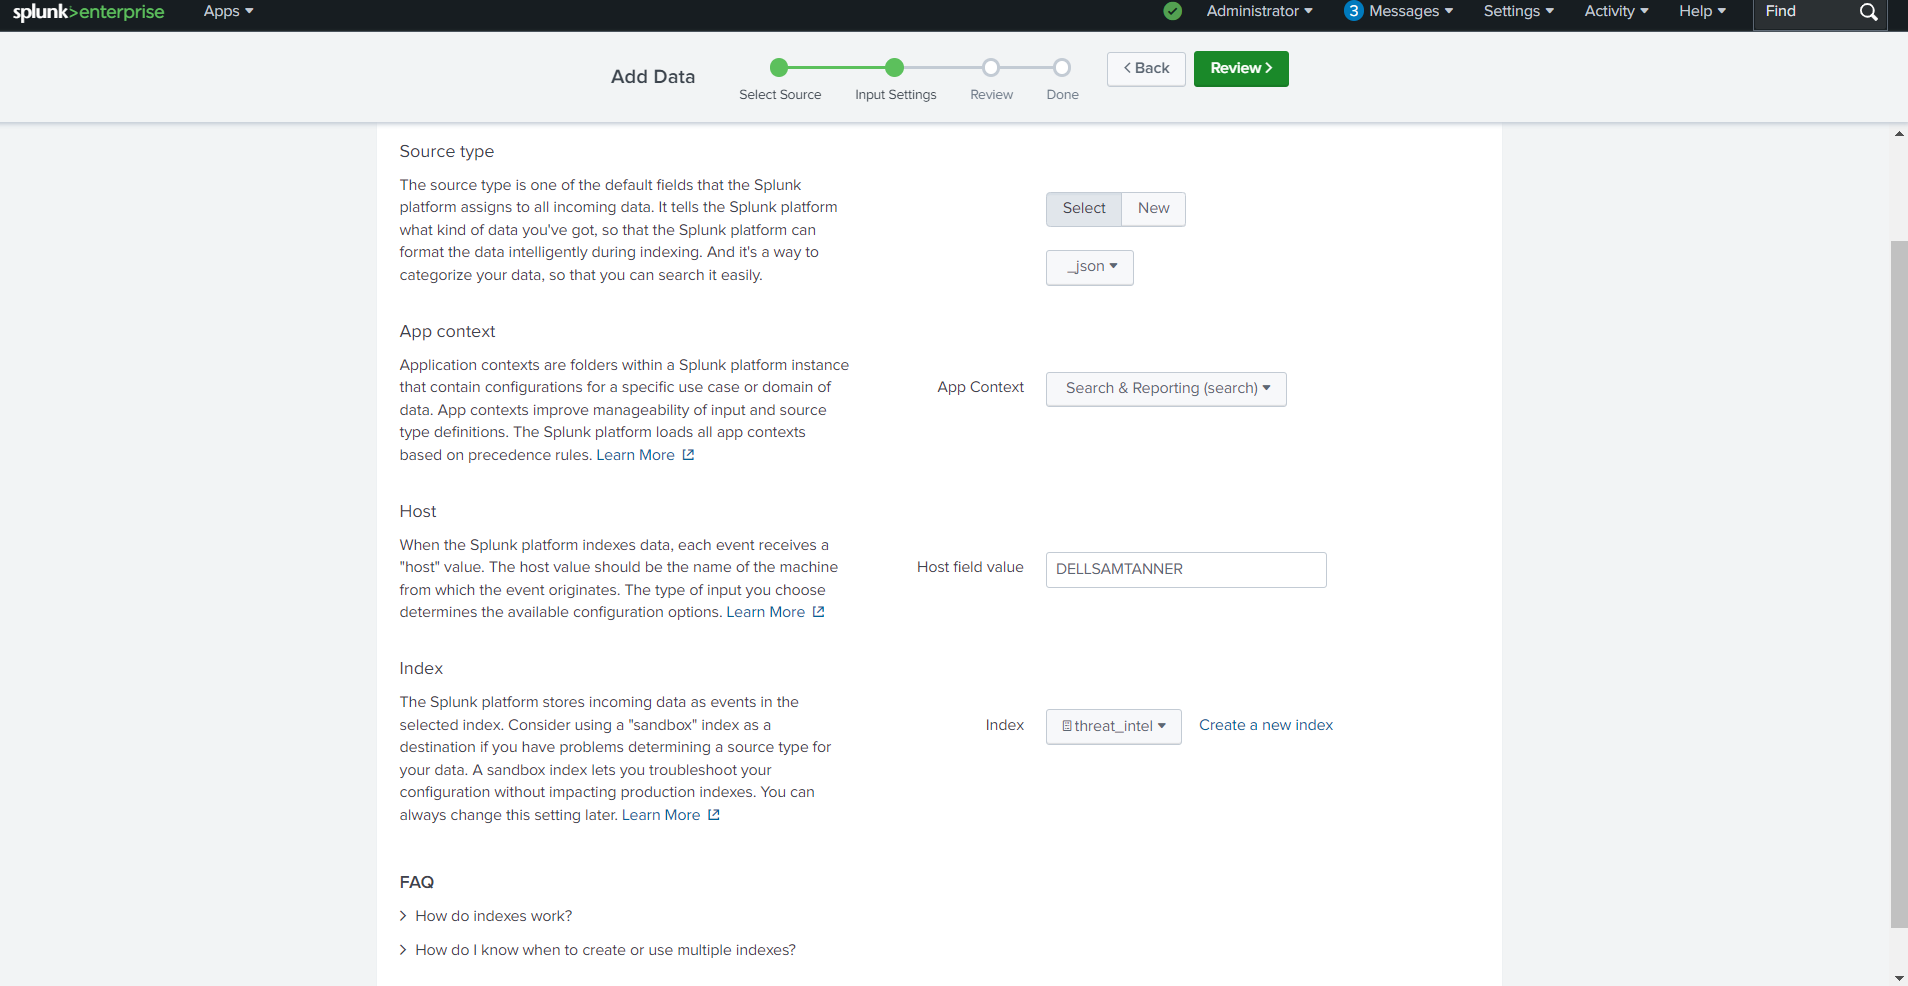 splunk>enterprise Apps Administrator 3 Messages Settings Activity Help Find
Add Data
Select Source Input Settings Review Done
< Back Review >
Source type
The source type is one of the default fields that the Splunk
platform assigns to all incoming data. It tells the Splunk platform
what kind of data you've got, so that the Splunk platform can
format the data intelligently during indexing. And it's a way to
categorize your data, so that you can search it easily.
Select New
_json
App context
Application contexts are folders within a Splunk platform instance
that contain configurations for a specific use case or domain of
data. App contexts improve manageability of input and source
type definitions. The Splunk platform loads all app contexts
based on precedence rules. Learn More
App Context Search & Reporting (search)
Host
When the Splunk platform indexes data, each event receives a
"host" value. The host value should be the name of the machine
from which the event originates. The type of input you choose
determines the available configuration options. Learn More
Host field value DELLSAMTANNER
Index
The Splunk platform stores incoming data as events in the
selected index. Consider using a "sandbox" index as a
destination if you have problems determining a source type for
your data. A sandbox index lets you troubleshoot your
configuration without impacting production indexes. You can
always change this setting later. Learn More
Index threat_intel Create a new index
FAQ
> How do indexes work?
> How do I know when to create or use multiple indexes?